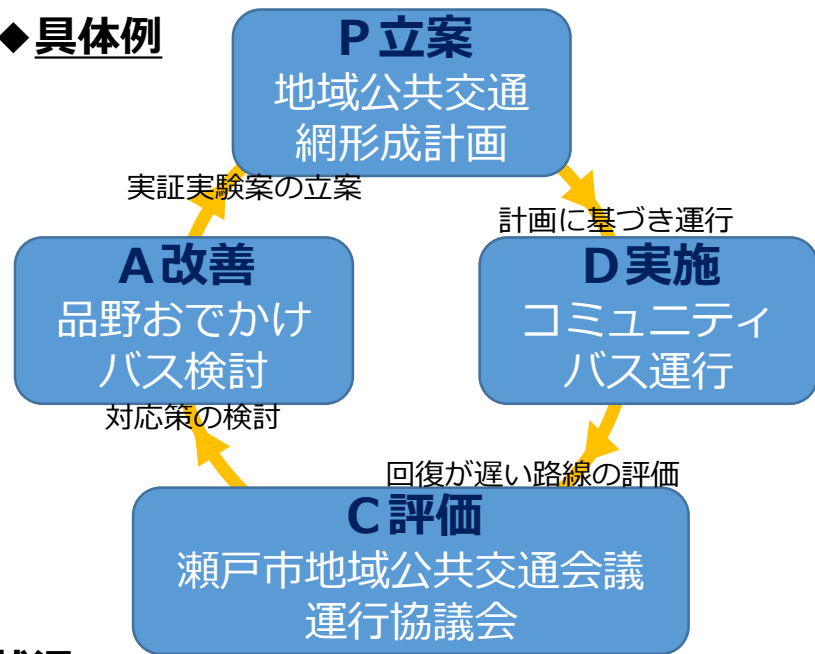 ◆具体例
P立案
地域公共交通
網形成計画
実証実験案の立案
計画に基づき運行
A改善
品野おでかけ
バス検討
D実施
コミュニティ
バス運行
対応策の検討
回復が遅い路線の評価
C評価
瀬戸市地域公共交通会議
運行協議会